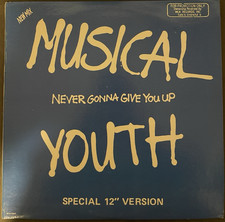 NEW MIX
MUSICAL
NEVER GONNA GIVE YOU UP
YOUTH
SPECIAL 12" VERSION